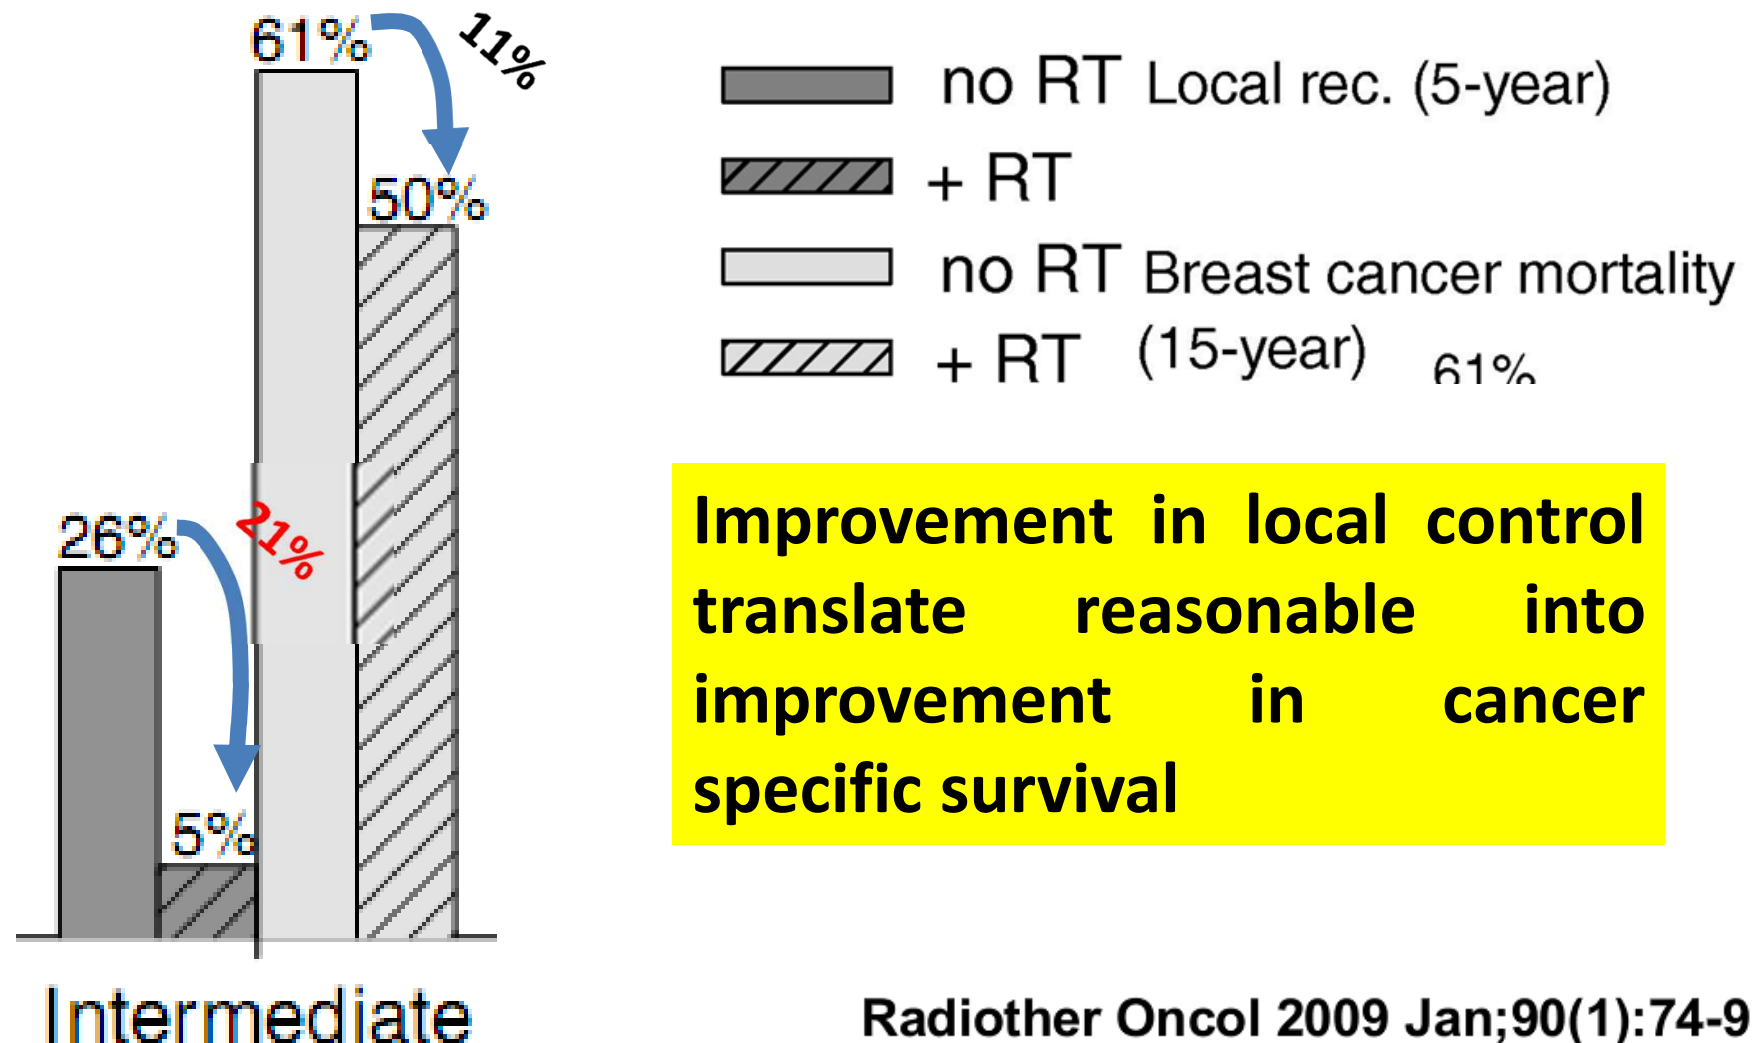 61%
11%
50%
26%
21%
5%
Intermediate
no RT Local rec. (5-year)
+ RT
no RT Breast cancer mortality
+ RT (15-year) 61%
Improvement in local control
translate reasonable into
improvement in cancer
specific survival
Radiother Oncol 2009 Jan;90(1):74-9